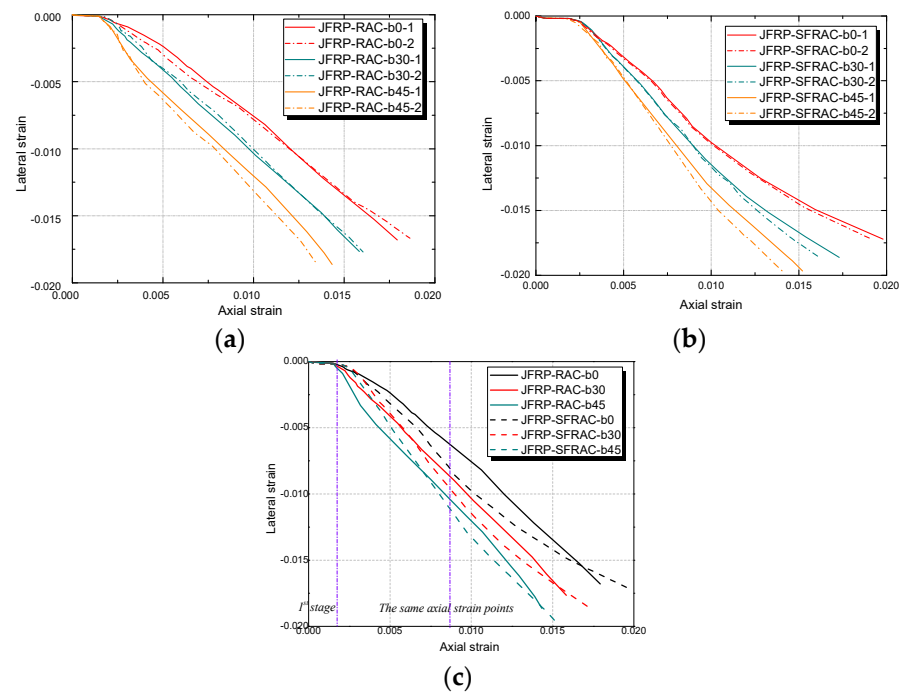 (a)
JFRP-RAC-b0-1
JFRP-RAC-b0-2
JFRP-RAC-b30-1
JFRP-RAC-b30-2
JFRP-RAC-b45-1
JFRP-RAC-b45-2
0.000
-0.005
-0.010
-0.015
-0.020
Lateral strain
0.000 0.005 0.010 0.015 0.020
Axial strain
(b)
JFRP-SFRAC-b0-1
JFRP-SFRAC-b0-2
JFRP-SFRAC-b30-1
JFRP-SFRAC-b30-2
JFRP-SFRAC-b45-1
JFRP-SFRAC-b45-2
0.000
-0.005
-0.010
-0.015
-0.020
Lateral strain
0.000 0.005 0.010 0.015 0.020
Axial strain
JFRP-RAC-b0
JFRP-RAC-b30
JFRP-RAC-b45
JFRP-SFRAC-b0
JFRP-SFRAC-b30
JFRP-SFRAC-b45
0.000
-0.005
-0.010
-0.015
-0.020
Lateral strain
1st stage
The same axial strain points
0.000 0.005 0.010 0.015 0.020
Axial strain
(c)